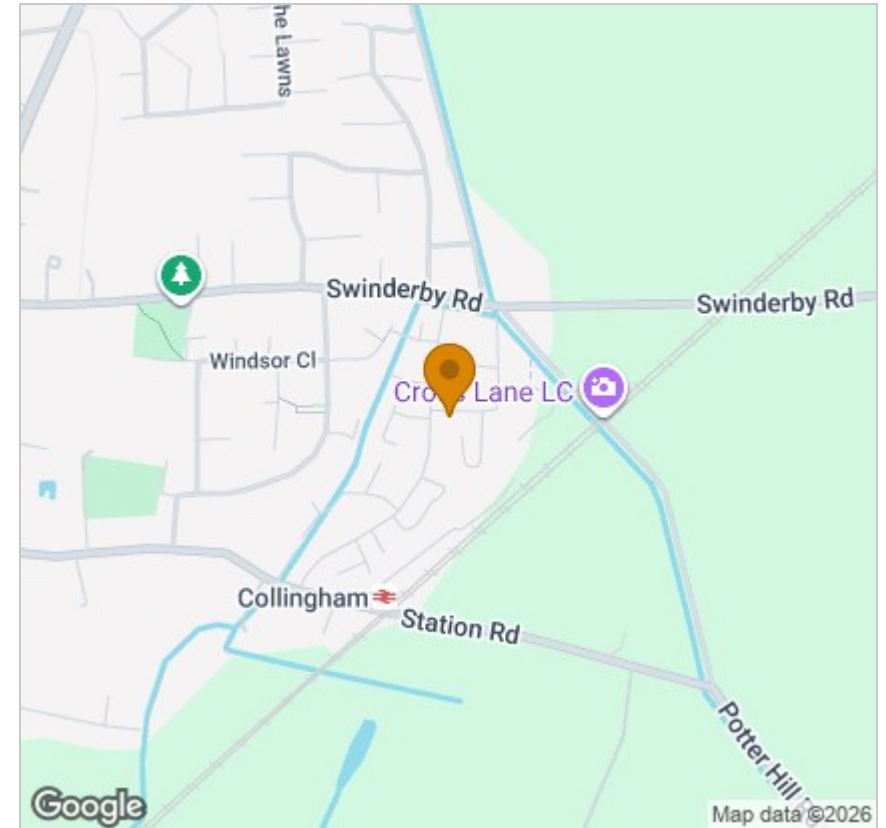 he Lawns
Swinderby Rd
Swinderby Rd
Windsor Cl
Cross Lane LC
Collingham
Station Rd
Potter Hill
Google
Map data ©2026